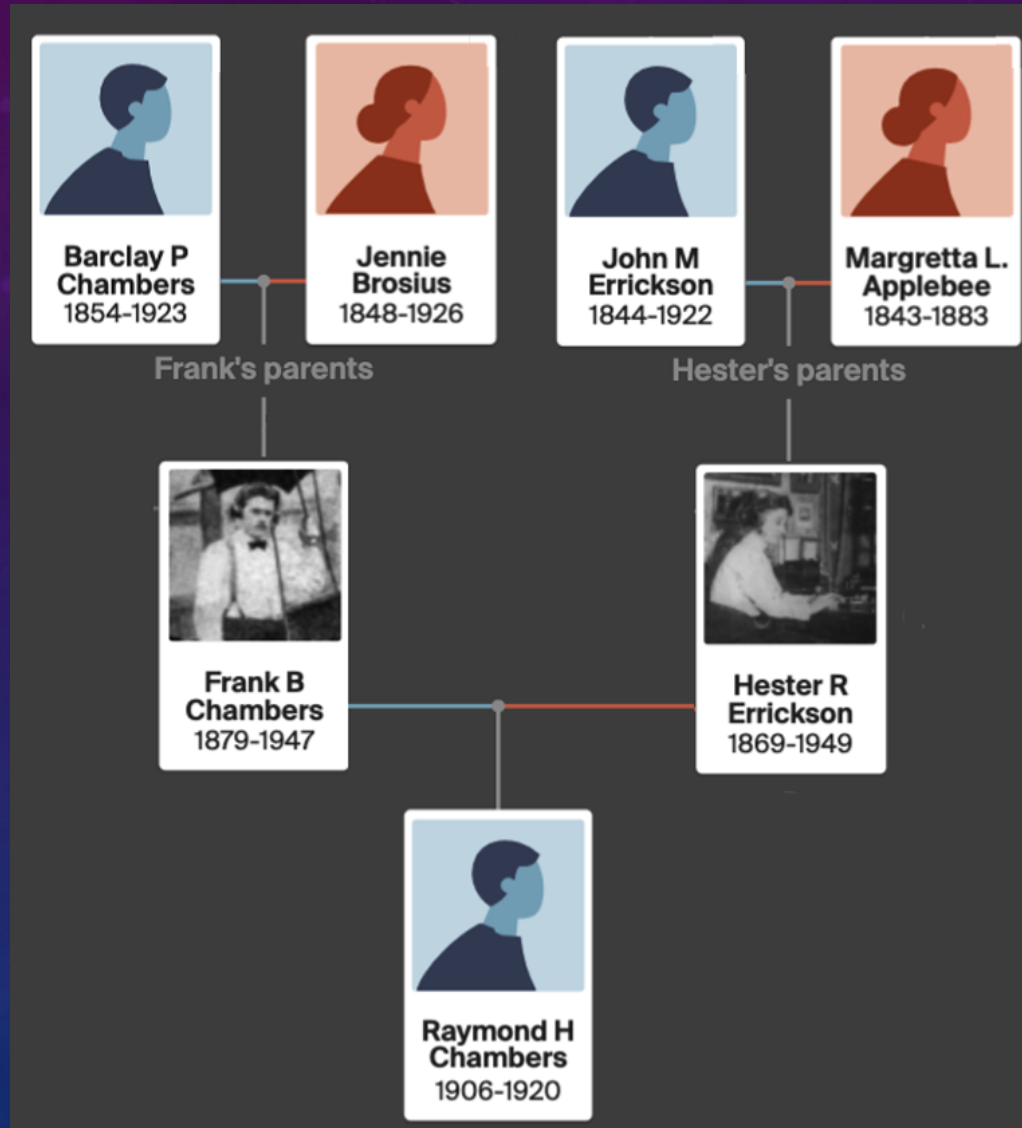 Barclay P
Chambers
1854-1923
Jennie
Brosius
1848-1926
John M
Errickson
1844-1922
Margretta L.
Applebee
1843-1883
Frank's parents
Hester's parents
Frank B
Chambers
1879-1947
Hester R
Errickson
1869-1949
Raymond H
Chambers
1906-1920